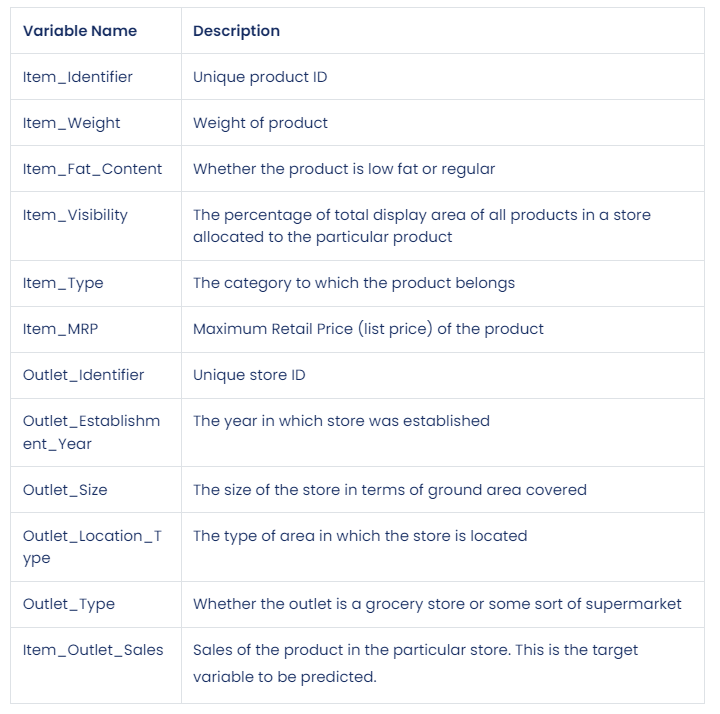 Variable Name Description
Item_Identifier Unique product ID
Item_Weight Weight of product
Item_Fat_Content Whether the product is low fat or regular
Item_Visibility The percentage of total display area of all products in a store
allocated to the particular product
Item_Type The category to which the product belongs
Item_MRP Maximum Retail Price (list price) of the product
Outlet_Identifier Unique store ID
Outlet_Establishm The year in which store was established
ent_Year
Outlet_Size The size of the store in terms of ground area covered
Outlet_Location_T The type of area in which the store is located
ype
Outlet_Type Whether the outlet is a grocery store or some sort of supermarket
Item_Outlet_Sales Sales of the product in the particular store. This is the target
variable to be predicted.